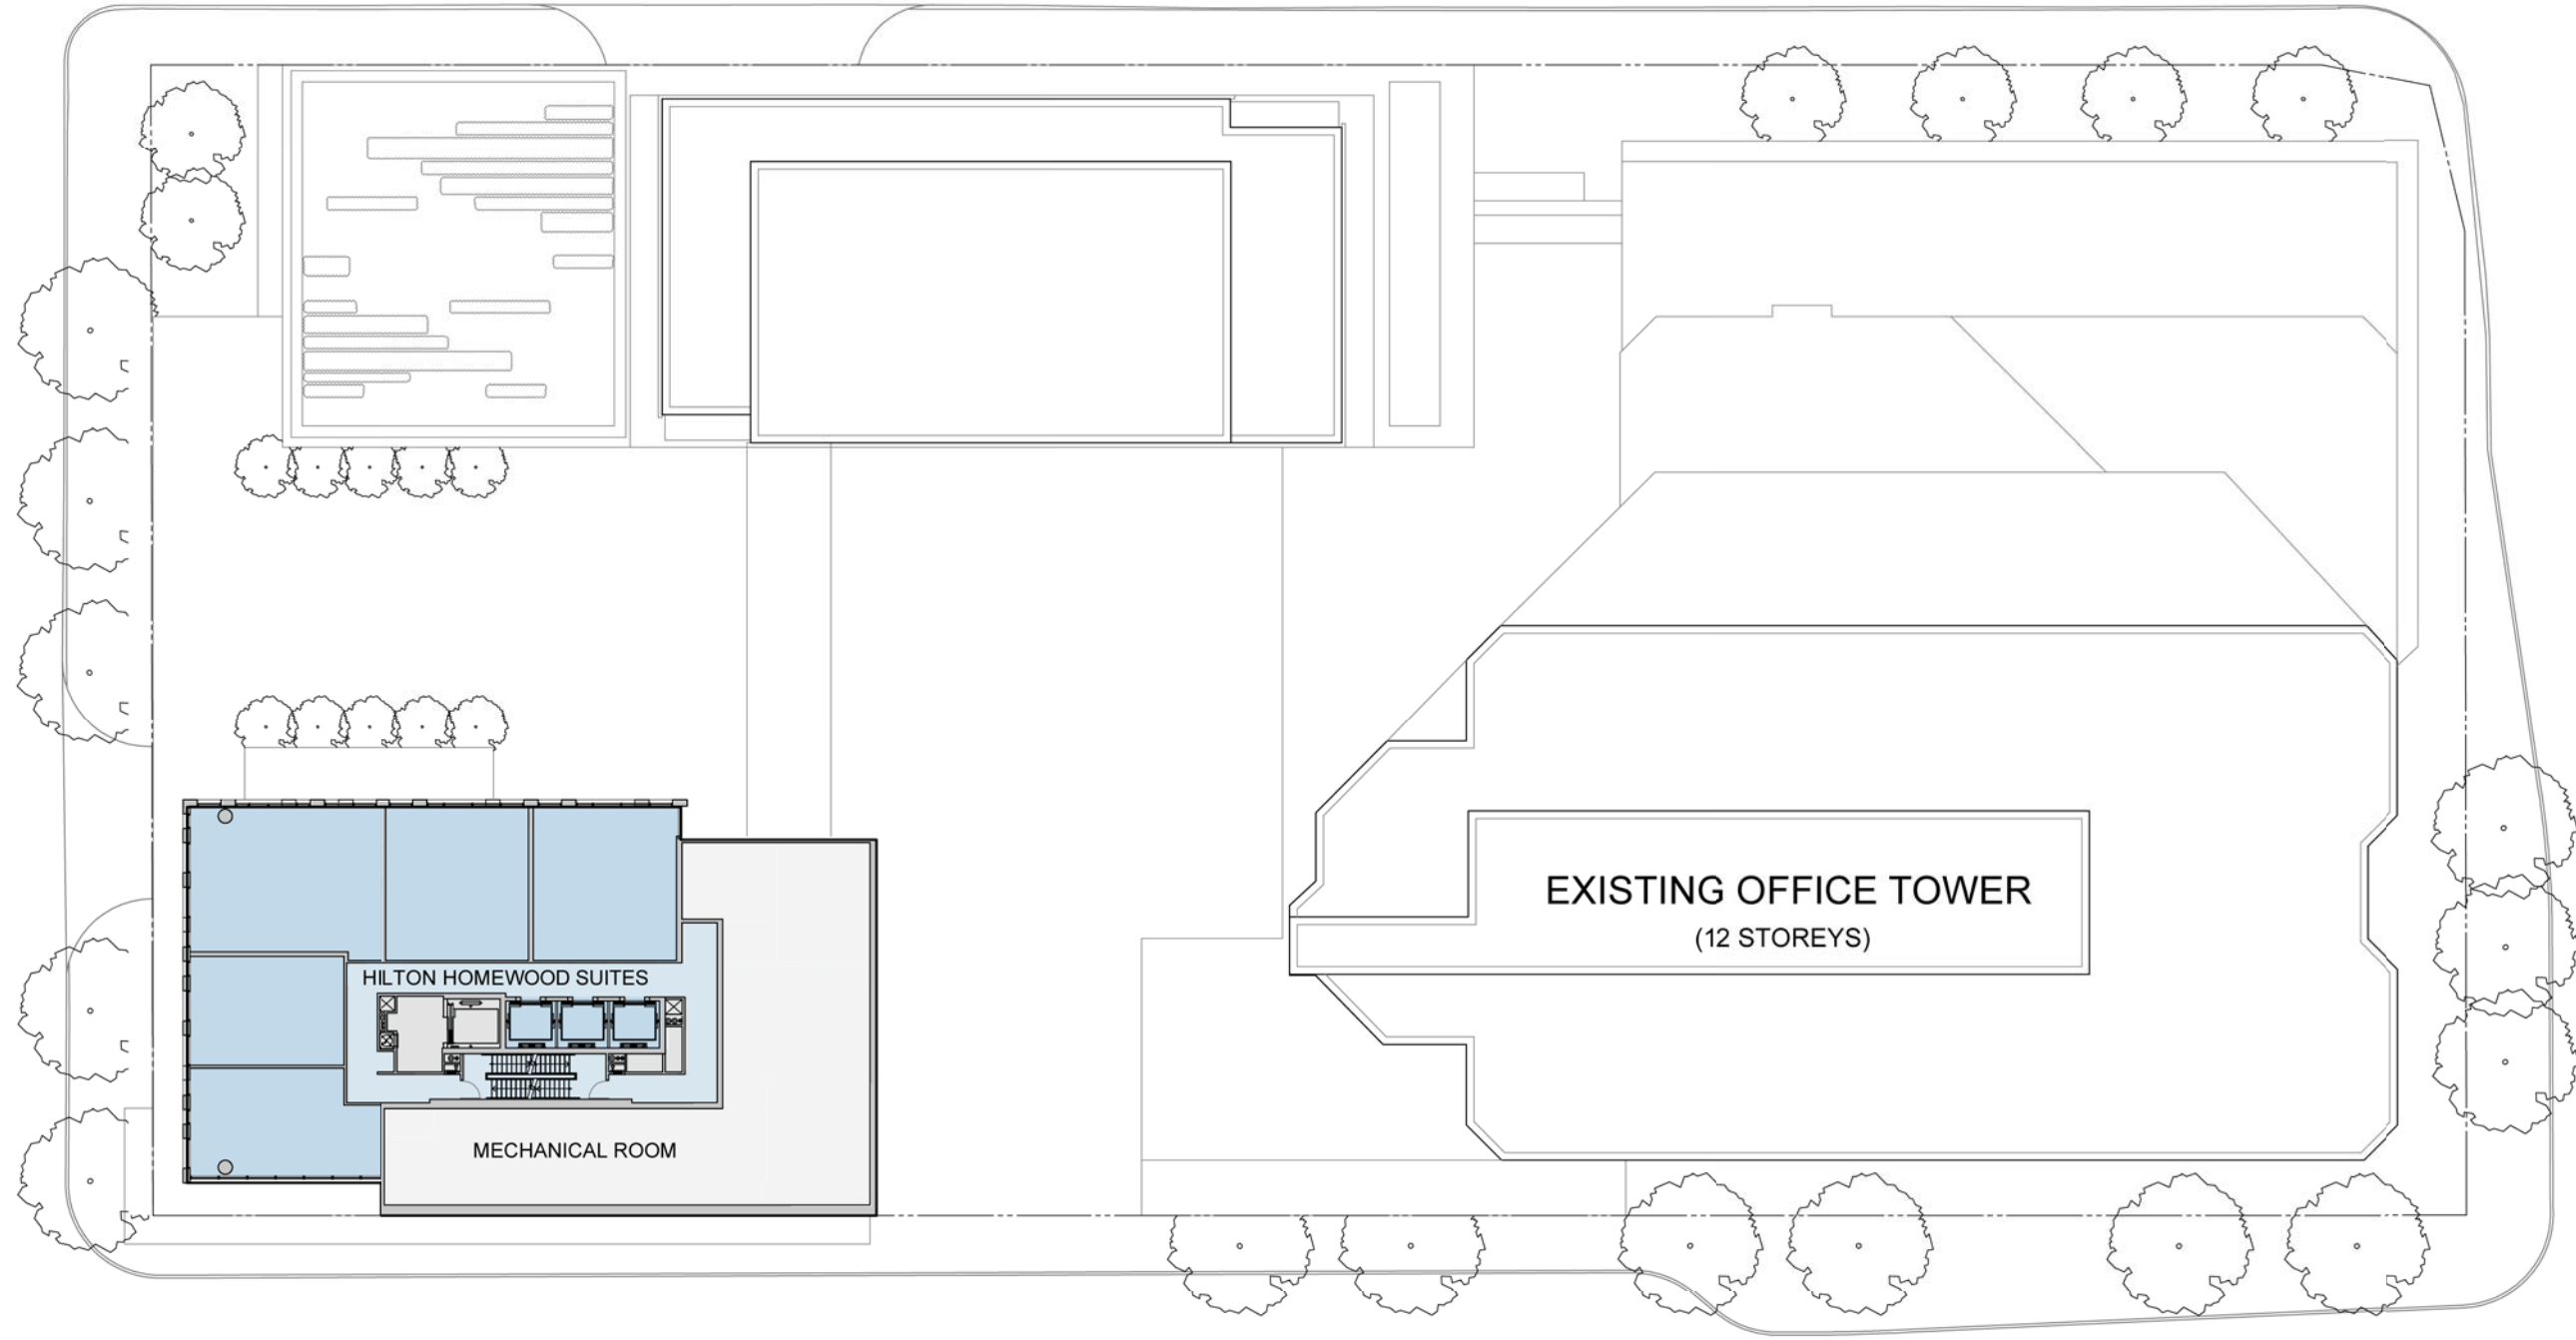 EXISTING OFFICE TOWER
(12 STOREYS)
HILTON HOMEWOOD SUITES
MECHANICAL ROOM